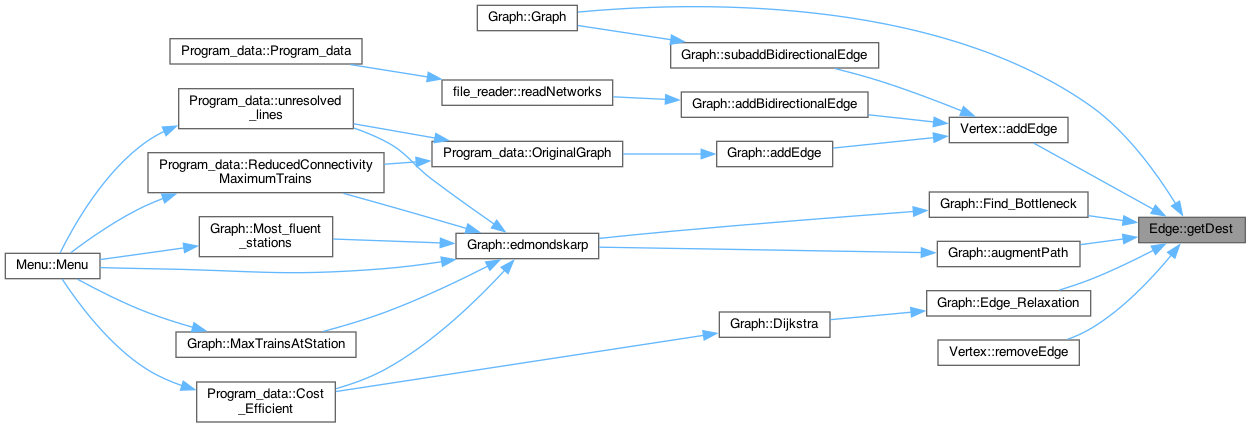 Graph::Graph
Program_data::Program_data
Graph::subaddBidirectionalEdge
file_reader::readNetworks
Program_data::unresolved
_lines
Graph::addBidirectionalEdge
Vertex::addEdge
Program_data::OriginalGraph
Graph::addEdge
Program_data::ReducedConnectivity
MaximumTrains
Graph::Find_Bottleneck
Edge::getDest
Graph::Most_fluent
_stations
Graph::edmondskarp
Graph::augmentPath
Menu::Menu
Graph::Edge_Relaxation
Graph::Dijkstra
Graph::MaxTrainsAtStation
Vertex::removeEdge
Program_data::Cost
_Efficient